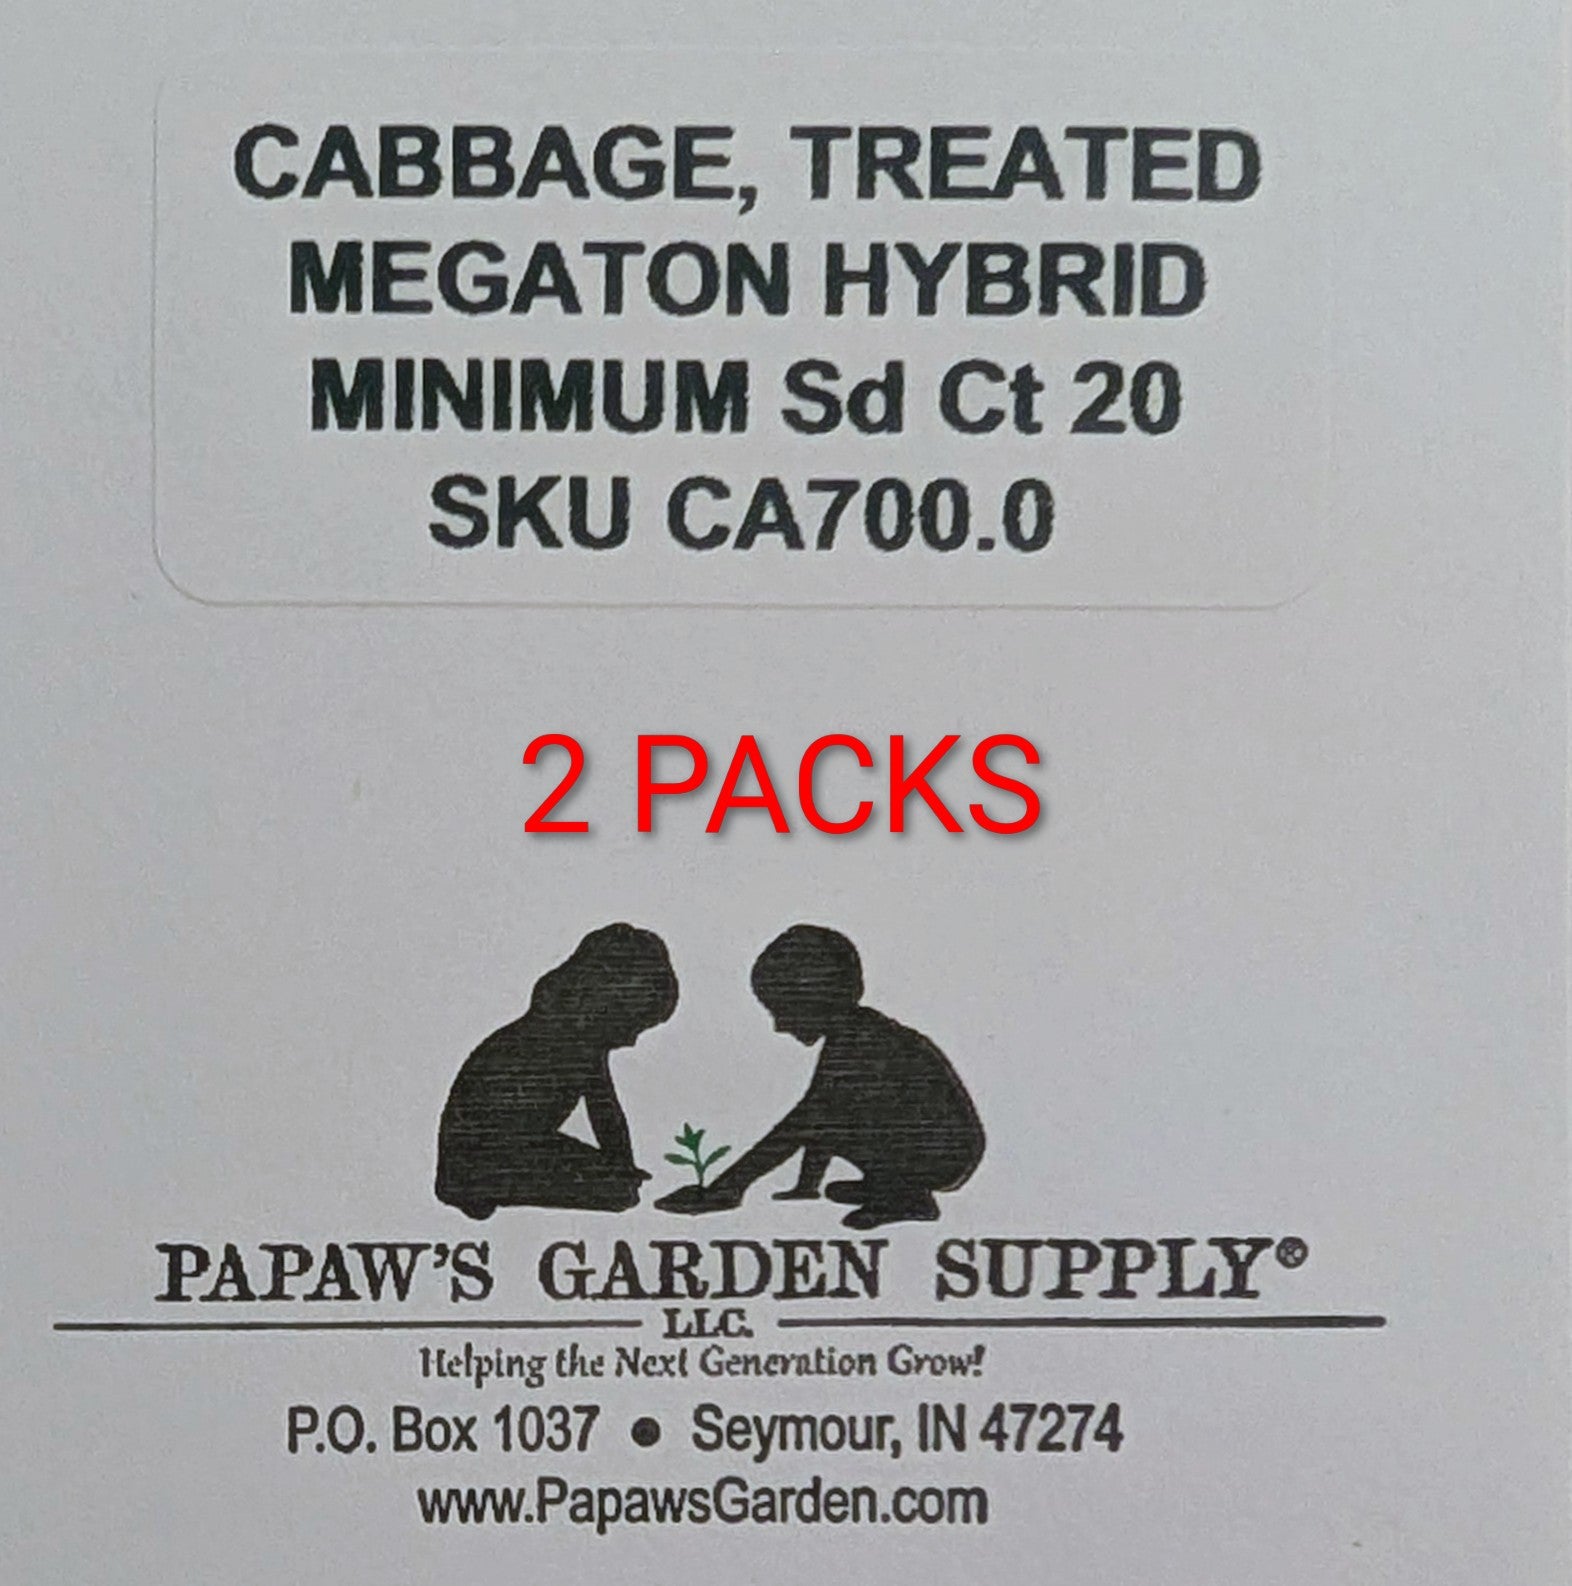 CABBAGE, TREATED
MEGATON HYBRID
MINIMUM Sd Ct 20
SKU CA700.0
2 PACKS
PAPAW'S GARDEN SUPPLY®
LLC.
Helping the Next Generation Grow!
P.O. Box 1037 ● Seymour, IN 47274
www.PapawsGarden.com